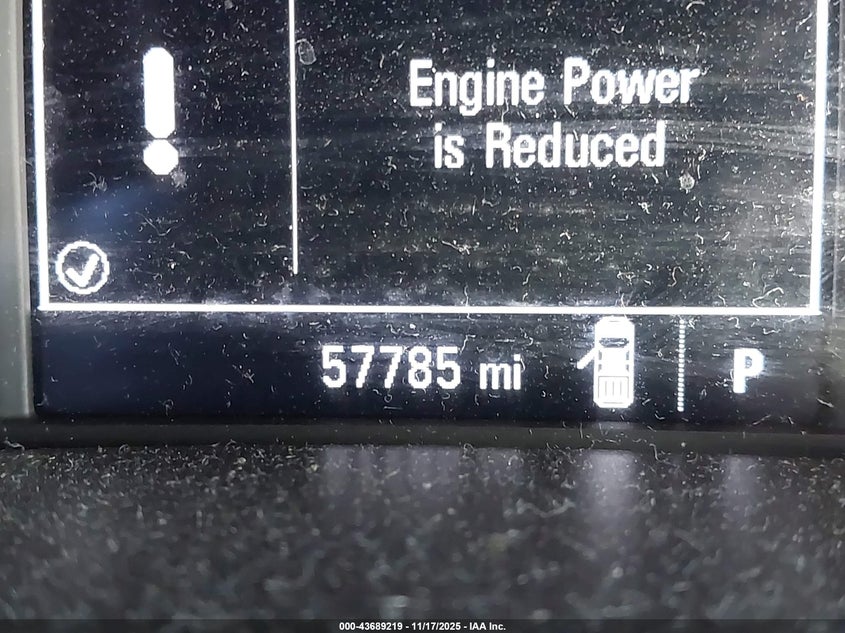 Engine Power
is Reduced
57785 mi
P
000-43689219 - 11/17/2025 - IAA Inc.